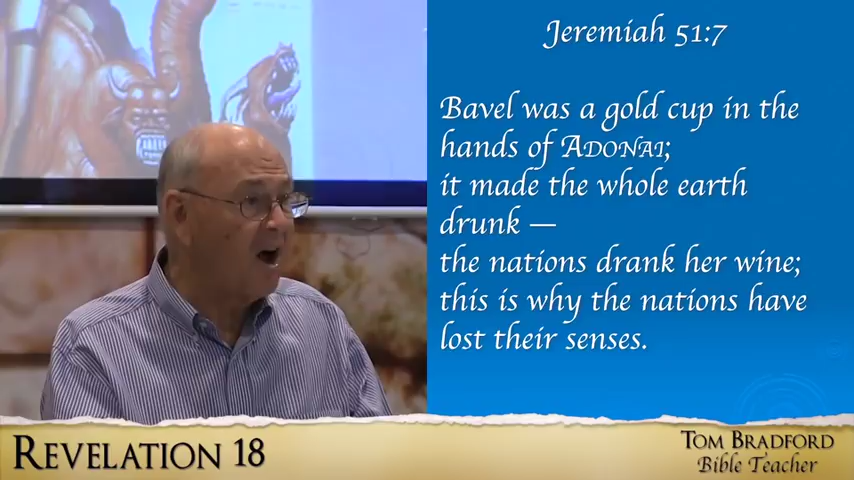 Jeremiah 51:7
Bavel was a gold cup in the
hands of ADONAI;
it made the whole earth
drunk —
the nations drank her wine;
this is why the nations have
lost their senses.
REVELATION 18
TOM BRADFORD
Bible Teacher